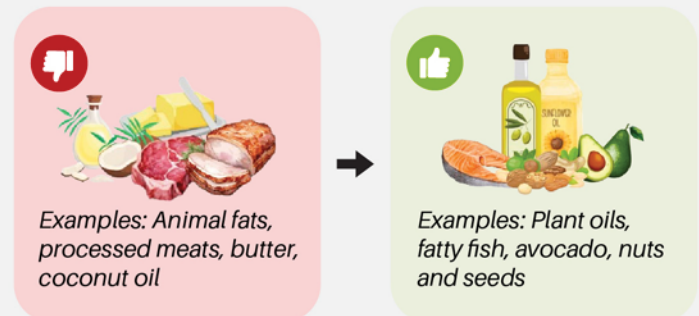 Examples: Animal fats,
processed meats, butter,
coconut oil
SUNFLOWER
OIL
Examples: Plant oils,
fatty fish, avocado, nuts
and seeds